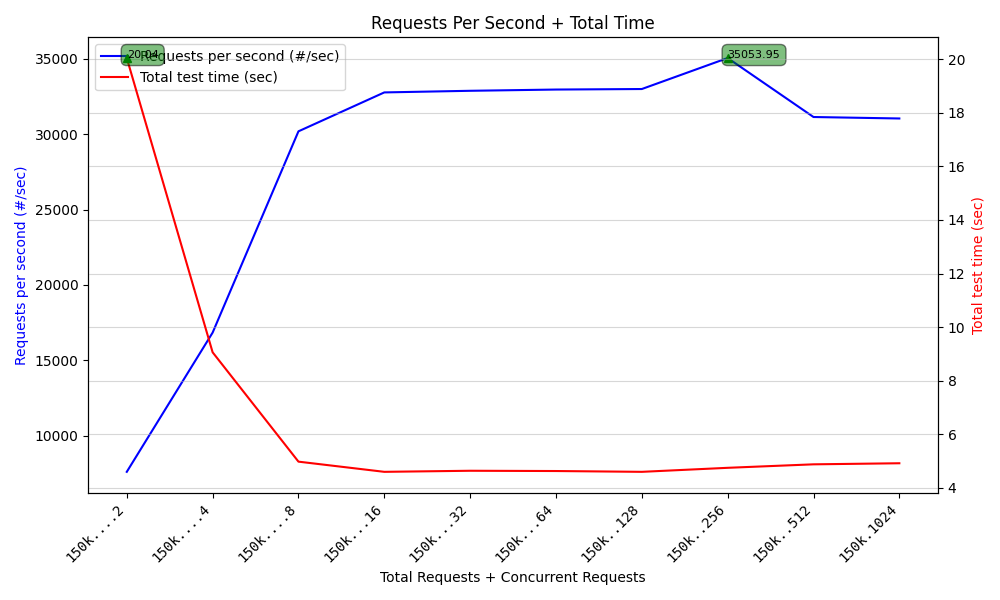 Requests Per Second + Total Time
20.04
Requests per second (#/sec)
Total test time (sec)
35053.95
35000
30000
25000
20000
15000
10000
Requests per second (#/sec)
20
18
16
14
12
10
8
6
4
Total test time (sec)
150k....2
150k....4
150k....8
150k...16
150k...32
150k...64
150k..128
150k..256
150k..512
150k.1024
Total Requests + Concurrent Requests